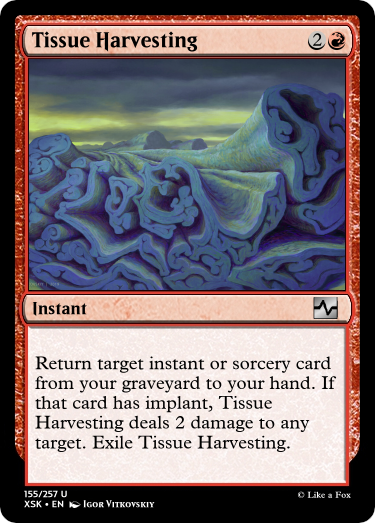 Tissue Harvesting
2
Instant
Return target instant or sorcery card
from your graveyard to your hand. If
that card has implant, Tissue
Harvesting deals 2 damage to any
target. Exile Tissue Harvesting.
155/257 U
XSK • EN Igor Vitkovskiy
© Like a Fox